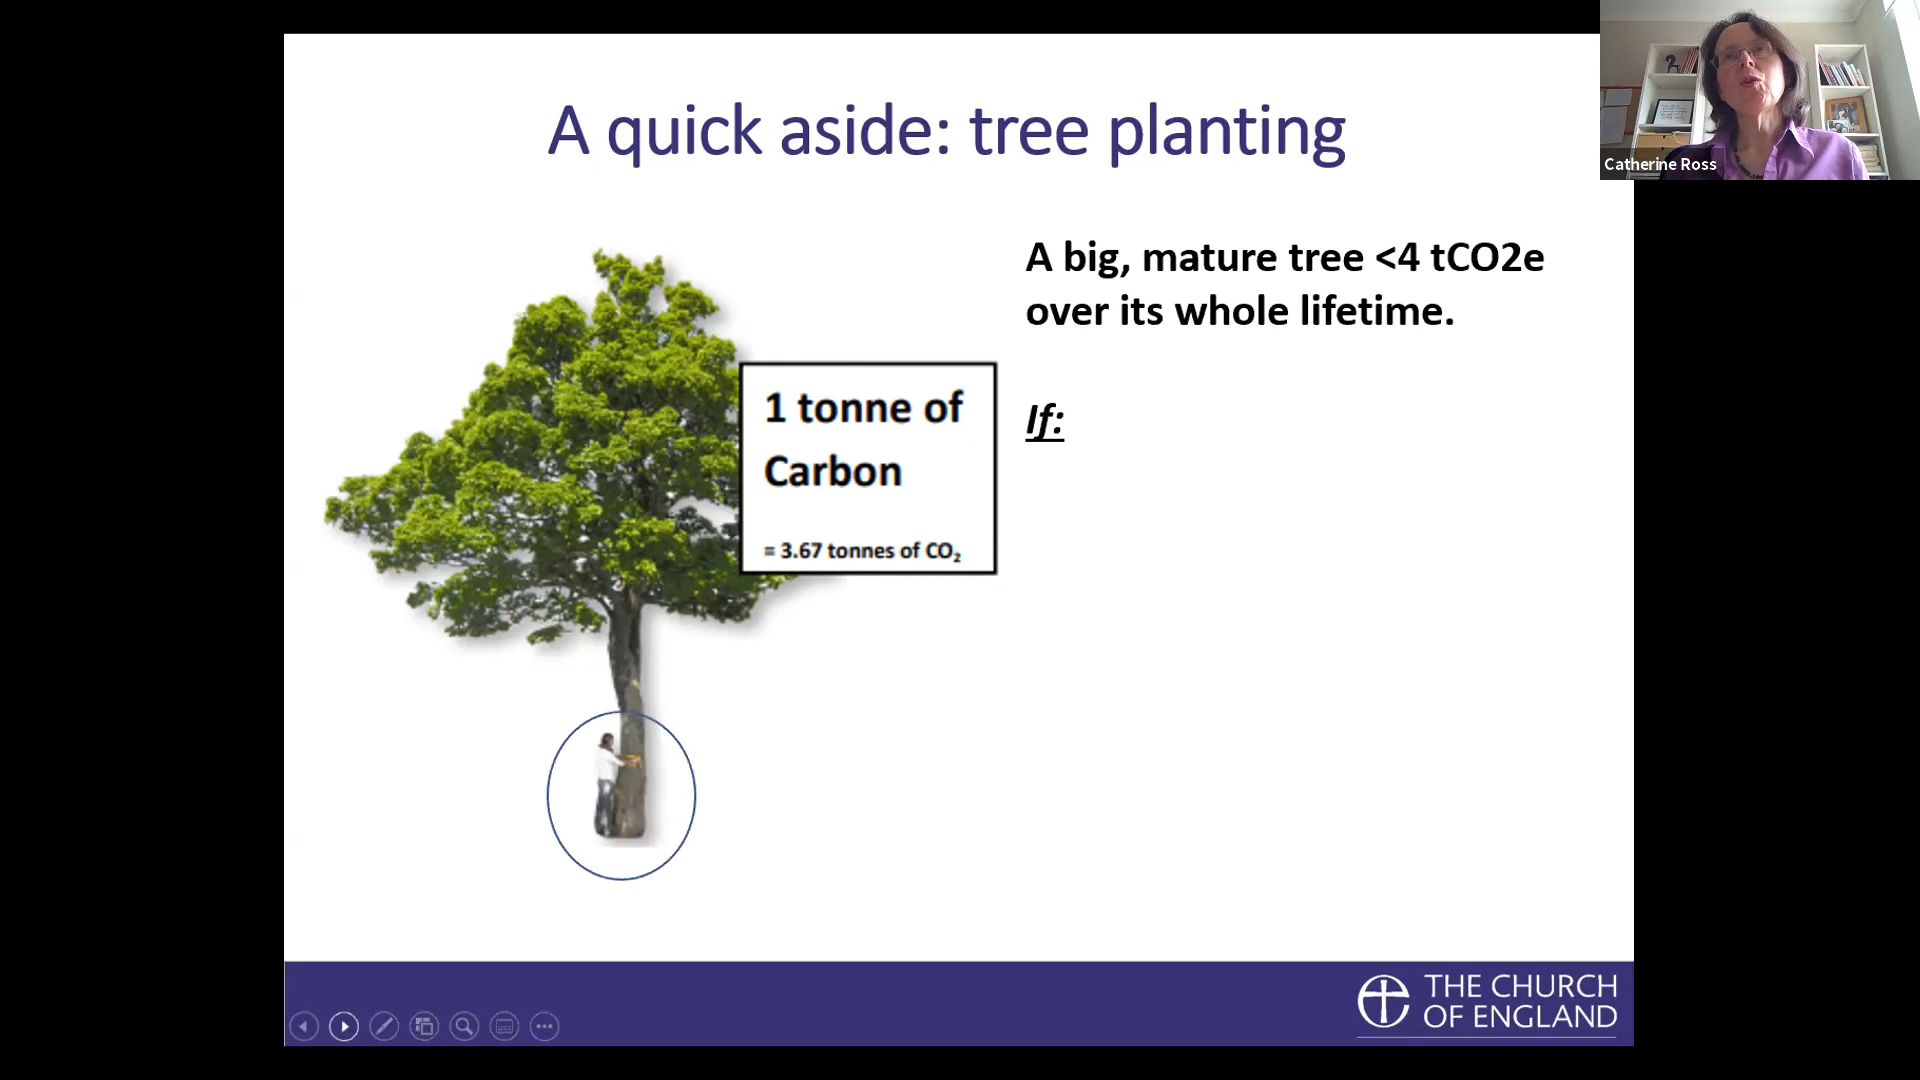 A quick aside: tree planting
A big, mature tree <4 tCO2e
over its whole lifetime.
If:
1 tonne of
Carbon
= 3.67 tonnes of CO₂
Catherine Ross
THE CHURCH
OF ENGLAND